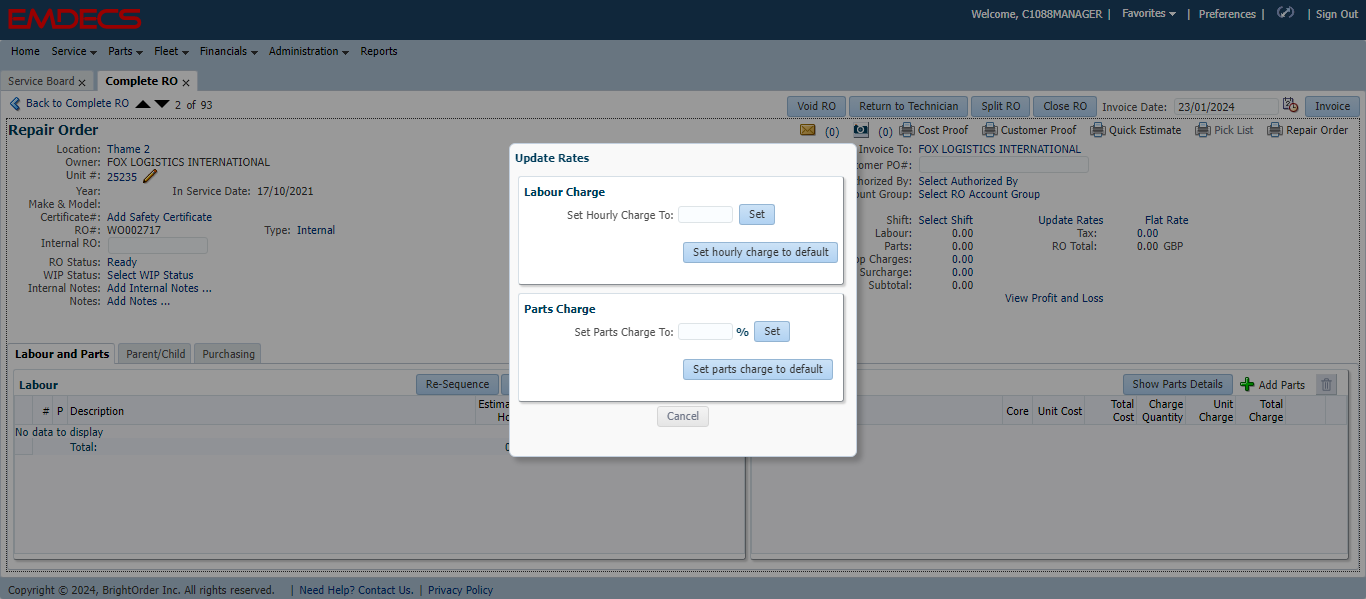 EMDECS
Welcome, C1088MANAGER | Favorites | Preferences | | Sign Out
Home Service Parts Fleet Financials Administration Reports
Service Board x Complete RO x
Back to Complete RO 2 of 93 Void RO Return to Technician Split RO Close RO Invoice Date: 23/01/2024 Invoice
Repair Order (0) (0) Cost Proof Customer Proof Quick Estimate Pick List Repair Order
Location: Thame 2
Owner: FOX LOGISTICS INTERNATIONAL
Unit #: 25235
Year: In Service Date: 17/10/2021
Make & Model:
Certificate#: Add Safety Certificate
RO#: WO002717 Type: Internal
Internal RO:
RO Status: Ready
WIP Status: Select WIP Status
Internal Notes: Add Internal Notes ...
Notes: Add Notes ...
Update Rates
Labour Charge
Set Hourly Charge To: Set
Set hourly charge to default
Parts Charge
Set Parts Charge To: % Set
Set parts charge to default
Cancel
Invoice To: FOX LOGISTICS INTERNATIONAL
omer PO#:
horized By: Select Authorized By
unt Group: Select RO Account Group
Shift: Select Shift Update Rates Flat Rate
Labour: 0.00 Tax: 0.00
Parts: 0.00 RO Total: 0.00 GBP
op Charges: 0.00
Surcharge: 0.00
Subtotal: 0.00
View Profit and Loss
Labour and Parts Parent/Child Purchasing
Labour Re-Sequence Show Parts Details Add Parts
# P Description Core Unit Cost Total Cost Charge Quantity Unit Charge Total Charge
No data to display
Total:
Copyright © 2024, BrightOrder Inc. All rights reserved. | Need Help? Contact Us. | Privacy Policy